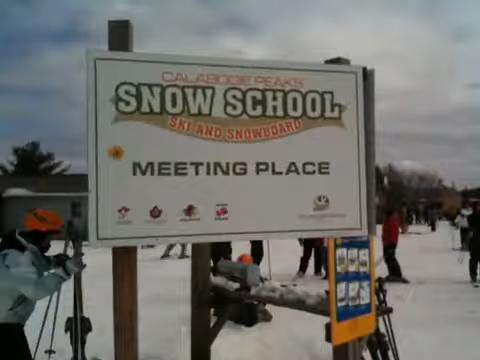 CALABOGIE PEAKS
SNOW SCHOOL
SKI AND SNOWBOARD
MEETING PLACE